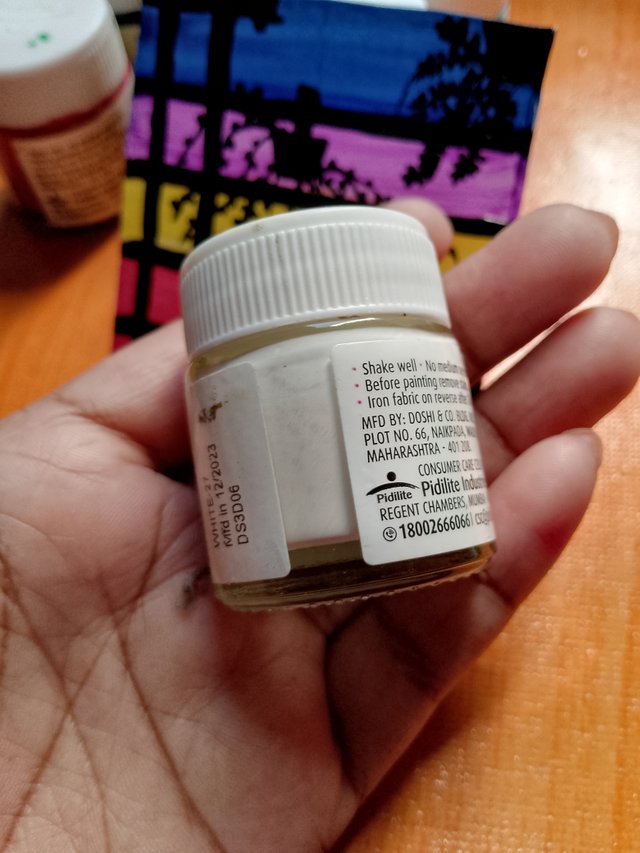 WHITE 27
Mfd in 12/2023
DS3D06
• Shake well • No medium
• Before painting remove
• Iron fabric on reverse
MFD BY: DOSHI & CO.
PLOT NO. 66, NAIKPADA,
MAHARASHTRA - 401 208.
CONSUMER CARE
Pidilite
Pidilite
REGENT CHAMBERS,
18002666066